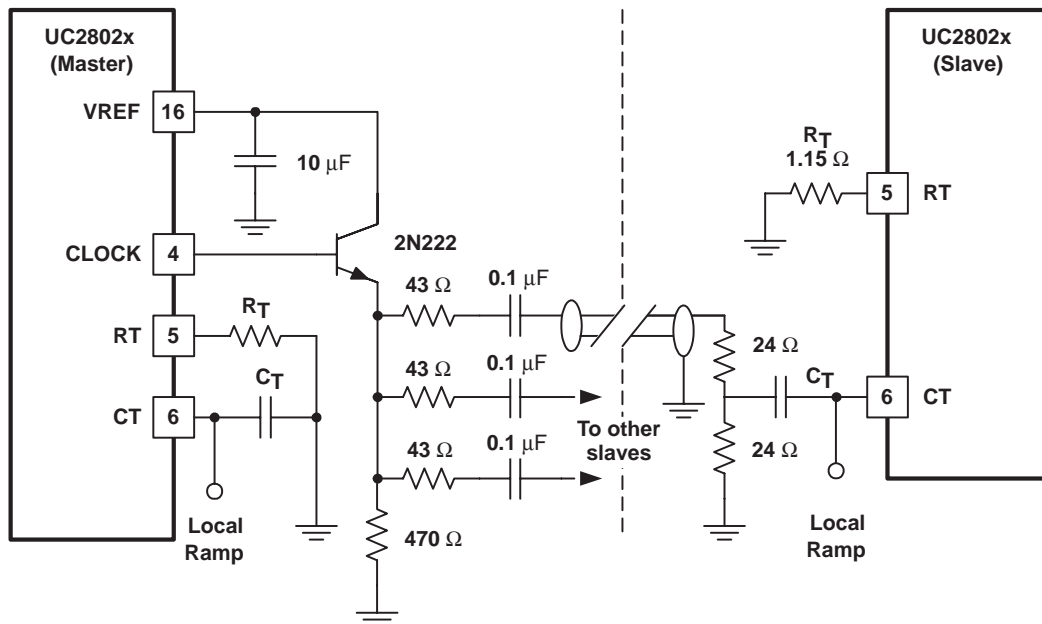 UC2802x
(Master)
VREF
16
10 μF
CLOCK
4
2N222
RT
5
RT
CT
CT
6
Local
Ramp
43 Ω
0.1 μF
43 Ω
0.1 μF
43 Ω
0.1 μF
To other
slaves
470 Ω
UC2802x
(Slave)
RT
1.15 Ω
5
RT
24 Ω
CT
6
CT
24 Ω
Local
Ramp